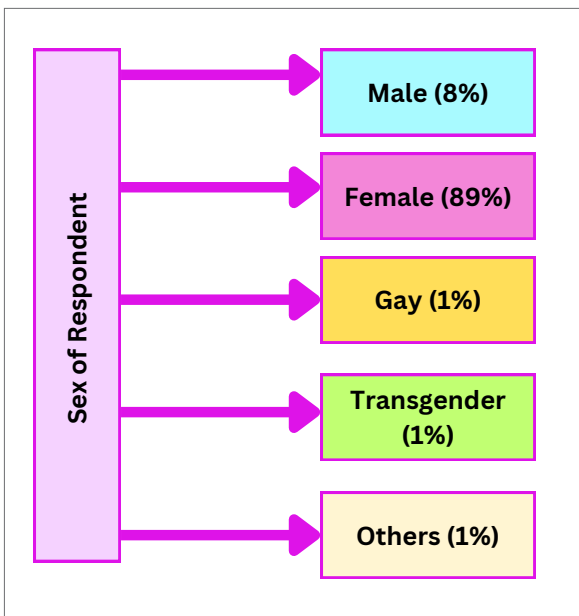 Sex of Respondent
Male (8%)
Female (89%)
Gay (1%)
Transgender
(1%)
Others (1%)